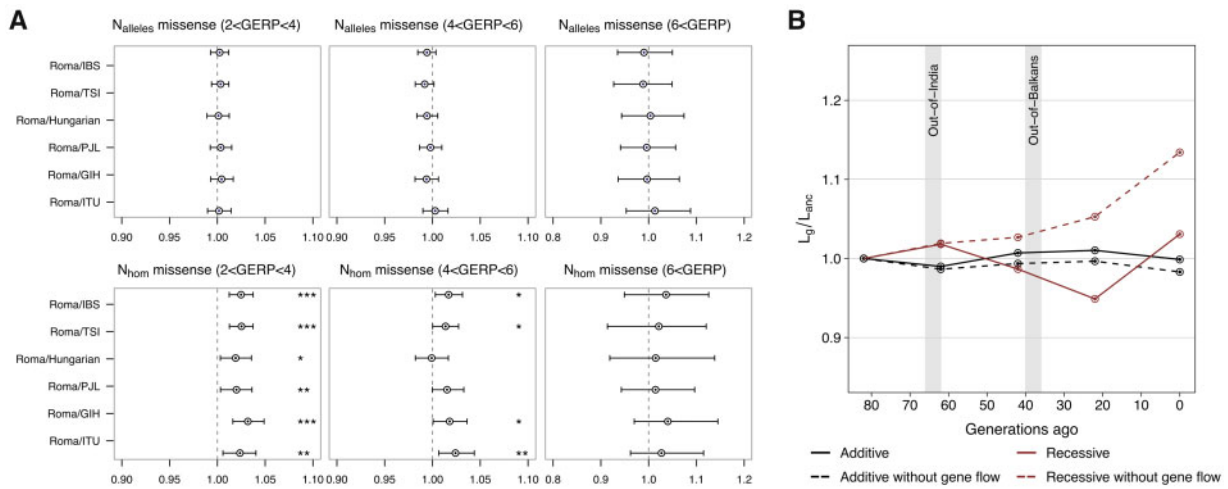 A
N_alleles missense (2<GERP<4)
N_alleles missense (4<GERP<6)
N_alleles missense (6<GERP)
Roma/IBS
Roma/TSI
Roma/Hungarian
Roma/PJL
Roma/GIH
Roma/ITU
0.90 0.95 1.00 1.05 1.10
0.90 0.95 1.00 1.05 1.10
0.8 0.9 1.0 1.1 1.2
N_hom missense (2<GERP<4)
N_hom missense (4<GERP<6)
N_hom missense (6<GERP)
Roma/IBS *** *
Roma/TSI *** *
Roma/Hungarian *
Roma/PJL **
Roma/GIH *** *
Roma/ITU ** **
0.90 0.95 1.00 1.05 1.10
0.90 0.95 1.00 1.05 1.10
0.8 0.9 1.0 1.1 1.2
B
Out-of-India
Out-of-Balkans
L_g/L_anc
1.2
1.1
1.0
0.9
80 70 60 50 40 30 20 10 0
Generations ago
Additive
Additive without gene flow
Recessive
Recessive without gene flow